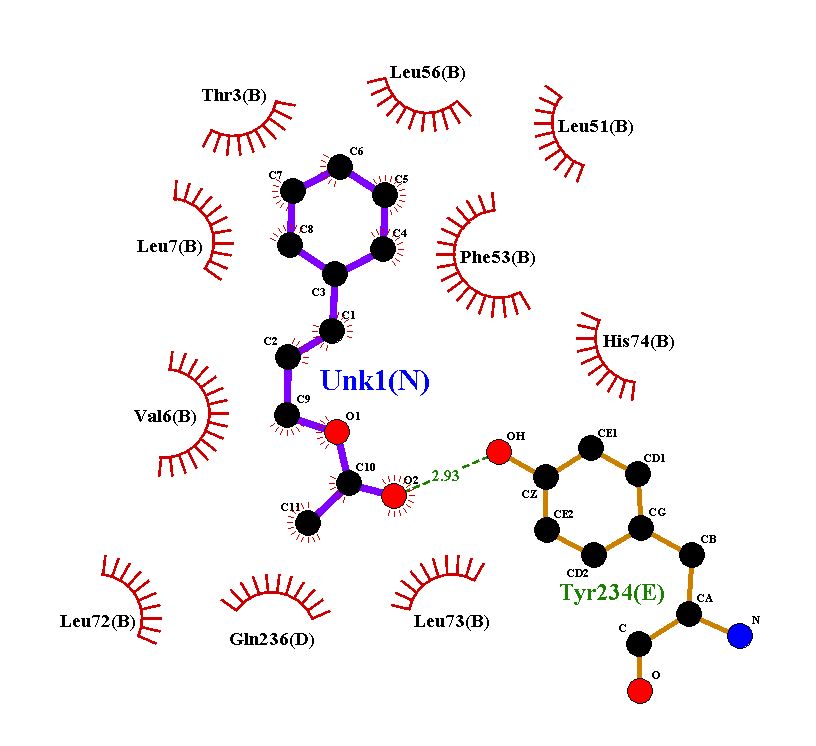 Leu56(B)
Thr3(B)
Leu51(B)
C6
C7
C5
C8
C4
Leu7(B)
Phe53(B)
C3
C1
C2
His74(B)
Unk1(N)
C9
Val6(B)
O1
OH
CE1
CD1
C10
O2
2.93
CZ
C11
CE2
CG
CB
CD2
Tyr234(E)
CA
Leu72(B)
Gln236(D)
Leu73(B)
C
N
O